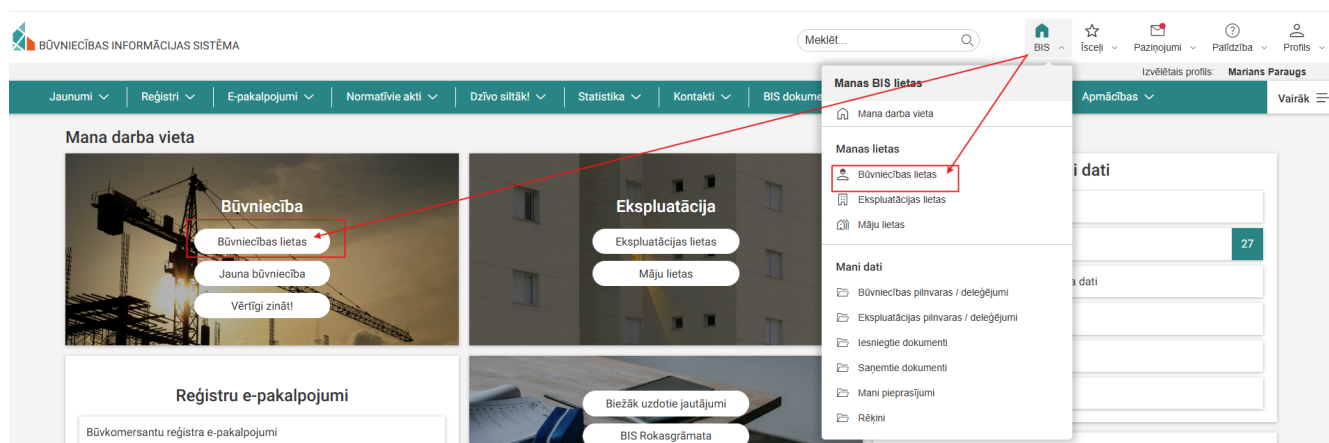 BŪVNIECĪBAS INFORMĀCIJAS SISTĒMA
Meklēt...
BIS
Īsceļi
Paziņojumi
Palīdzība
Profils
Izvēlētais profils: Marians Paraugs
Jaunumi
Reģistri
E-pakalpojumi
Normatīvie akti
Dzīvo siltāk!
Statistika
Kontakti
BIS dokume
Apmācības
Vairāk
Mana darba vieta
Būvniecība
Būvniecības lietas
Jauna būvniecība
Vērtīgi zināt!
Ekspluatācija
Ekspluatācijas lietas
Māju lietas
Manas BIS lietas
Mana darba vieta
Manas lietas
Būvniecības lietas
Ekspluatācijas lietas
Māju lietas
Mani dati
Būvniecības pilnvaras / deleģējumi
Ekspluatācijas pilnvaras / deleģējumi
Iesniegtie dokumenti
Saņemtie dokumenti
Mani pieprasījumi
Rēķini
i dati
27
a dati
Reģistru e-pakalpojumi
Būvkomersantu reģistra e-pakalpojumi
Biežāk uzdotie jautājumi
BIS Rokasgrāmata